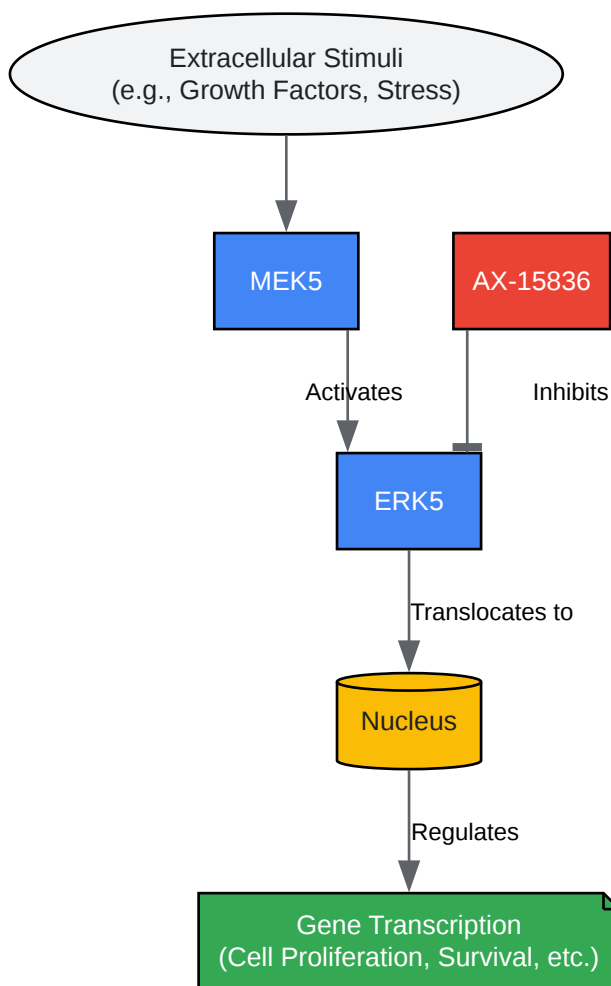 Extracellular Stimuli
(e.g., Growth Factors, Stress)
MEK5
AX-15836
Activates
Inhibits
ERK5
Translocates to
Nucleus
Regulates
Gene Transcription
(Cell Proliferation, Survival, etc.)